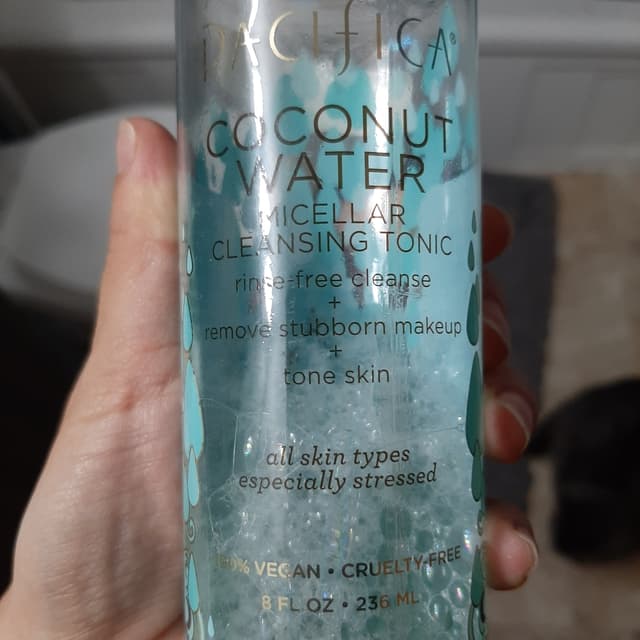 PACIFICA®
COCONUT
WATER
MICELLAR
CLEANSING TONIC
rinse-free cleanse
+
remove stubborn makeup
+
tone skin
all skin types
especially stressed
100% VEGAN • CRUELTY-FREE
8 FL.OZ • 236 ML